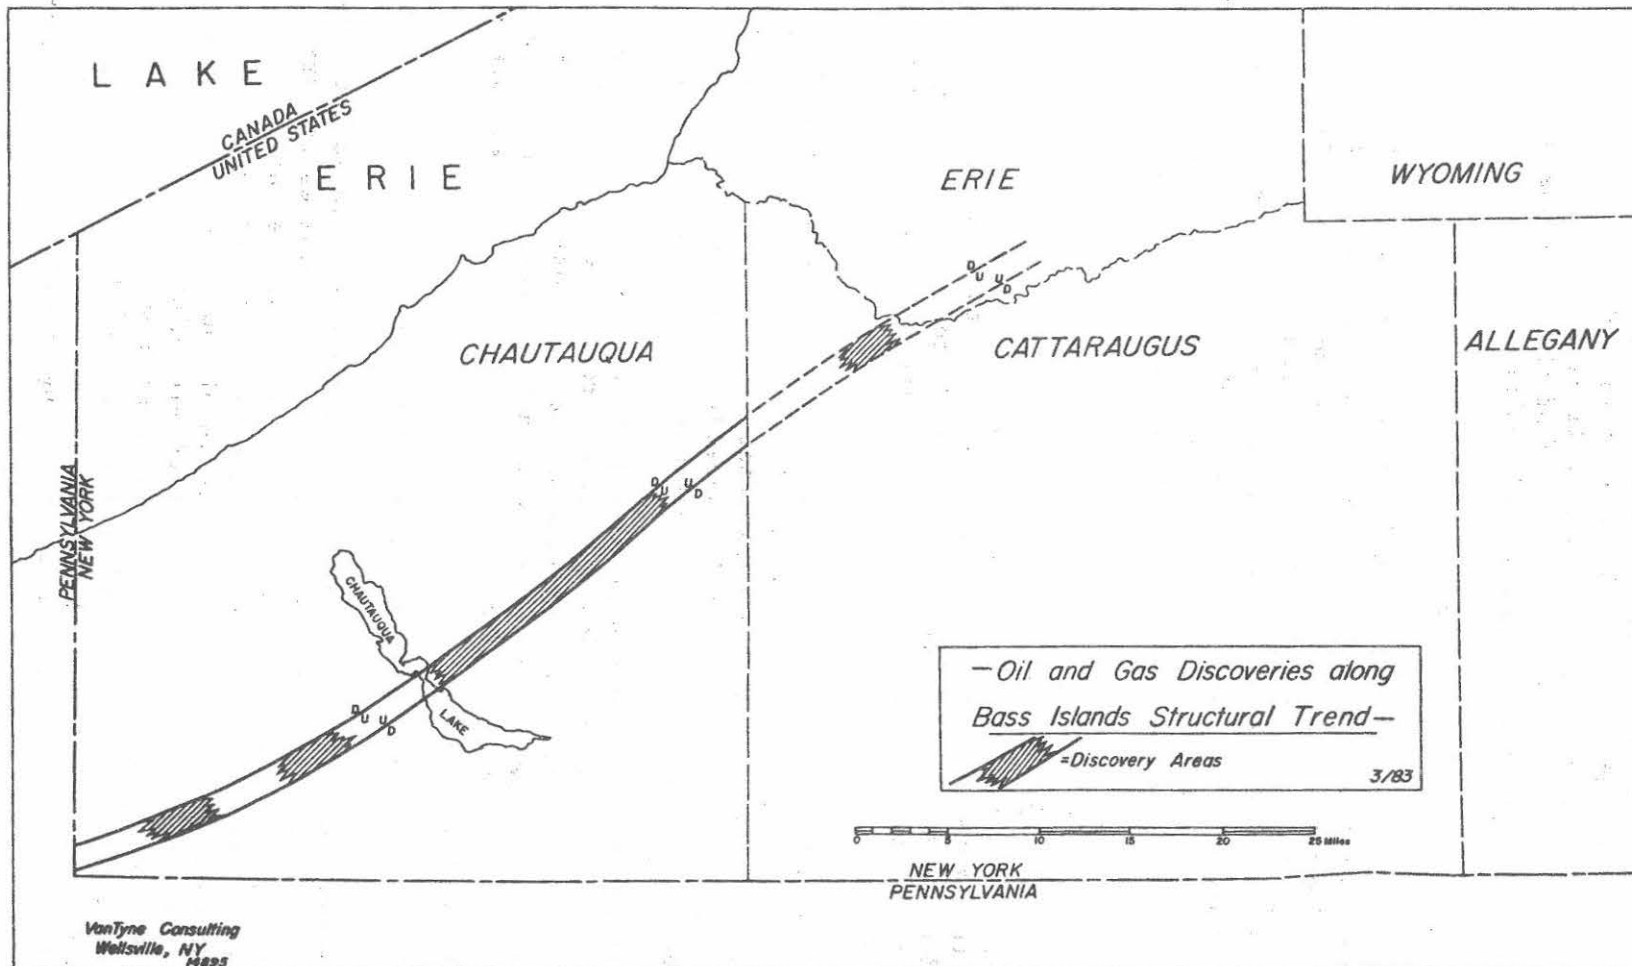 LAKE
CANADA
UNITED STATES
ERIE
ERIE
WYOMING
CHAUTAUQUA
CATTARAUGUS
ALLEGANY
D
U
U
D
PENNSYLVANIA
NEW YORK
D
U
U
D
CHAUTAUQUA
LAKE
D
U
U
D
—Oil and Gas Discoveries along
Bass Islands Structural Trend—
=Discovery Areas
3/83
0 5 10 15 20 25 Miles
NEW YORK
PENNSYLVANIA
VanTyne Consulting
Wellsville, NY
14895